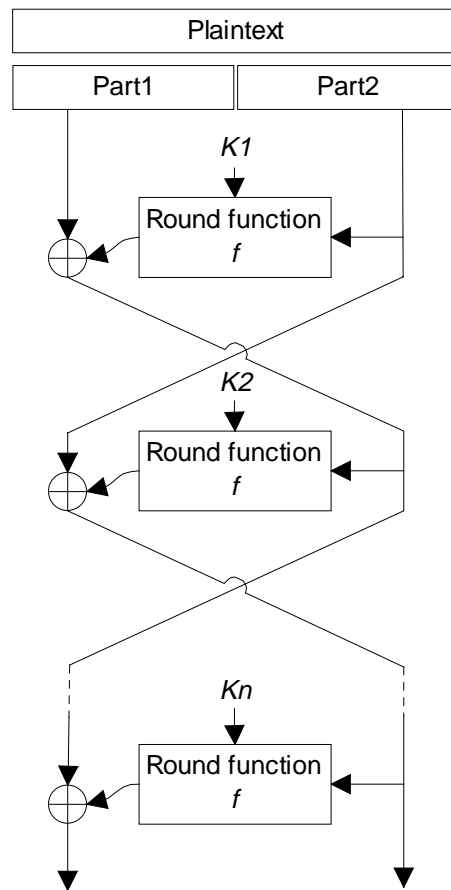 Plaintext
Part1
Part2
K1
Round function
f
K2
Round function
f
Kn
Round function
f